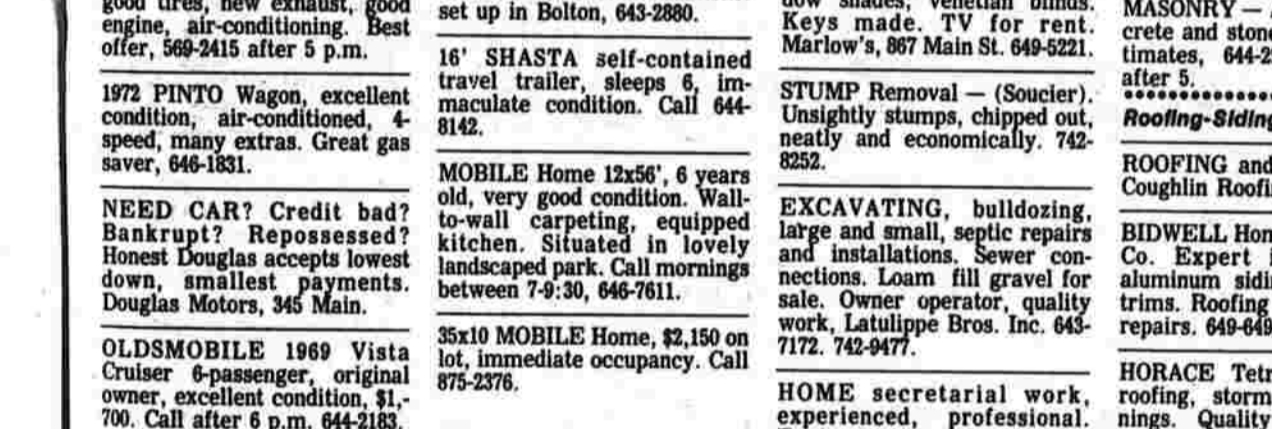 good tires, new exhaust, good
engine, air-conditioning. Best
offer, 569-2415 after 5 p.m.
1972 PINTO Wagon, excellent
condition, air-conditioned, 4-
speed, many extras. Great gas
saver, 646-1831.
NEED CAR? Credit bad?
Bankrupt? Repossessed?
Honest Douglas accepts lowest
down, smallest payments.
Douglas Motors, 345 Main.
OLDSMOBILE 1969 Vista
Cruiser 6-passenger, original
owner, excellent condition, $1,-
700. Call after 6 p.m. 644-2183.
set up in Bolton, 643-2880.
16' SHASTA self-contained
travel trailer, sleeps 6, im-
maculate condition. Call 644-
8142.
MOBILE Home 12x56', 6 years
old, very good condition. Wall-
to-wall carpeting, equipped
kitchen. Situated in lovely
landscaped park. Call mornings
between 7-9:30, 646-7611.
35x10 MOBILE Home, $2,150 on
lot, immediate occupancy. Call
875-2376.
shades, venetian blinds.
Keys made. TV for rent.
Marlow's, 867 Main St. 649-5221.
STUMP Removal — (Soucier).
Unsightly stumps, chipped out,
neatly and economically. 742-
8252.
EXCAVATING, bulldozing,
large and small, septic repairs
and installations. Sewer con-
nections. Loam fill gravel for
sale. Owner operator, quality
work, Latulippe Bros. Inc. 643-
7172. 742-9477.
HOME secretarial work,
experienced, professional.
MASONRY —
crete and stone
timates, 644-2
after 5.
Roofing-Siding
ROOFING and
Coughlin Roofi
BIDWELL Hom
Co. Expert
aluminum sidi
trims. Roofing
repairs. 649-649
HORACE Tetr
roofing, storm
nings. Quality